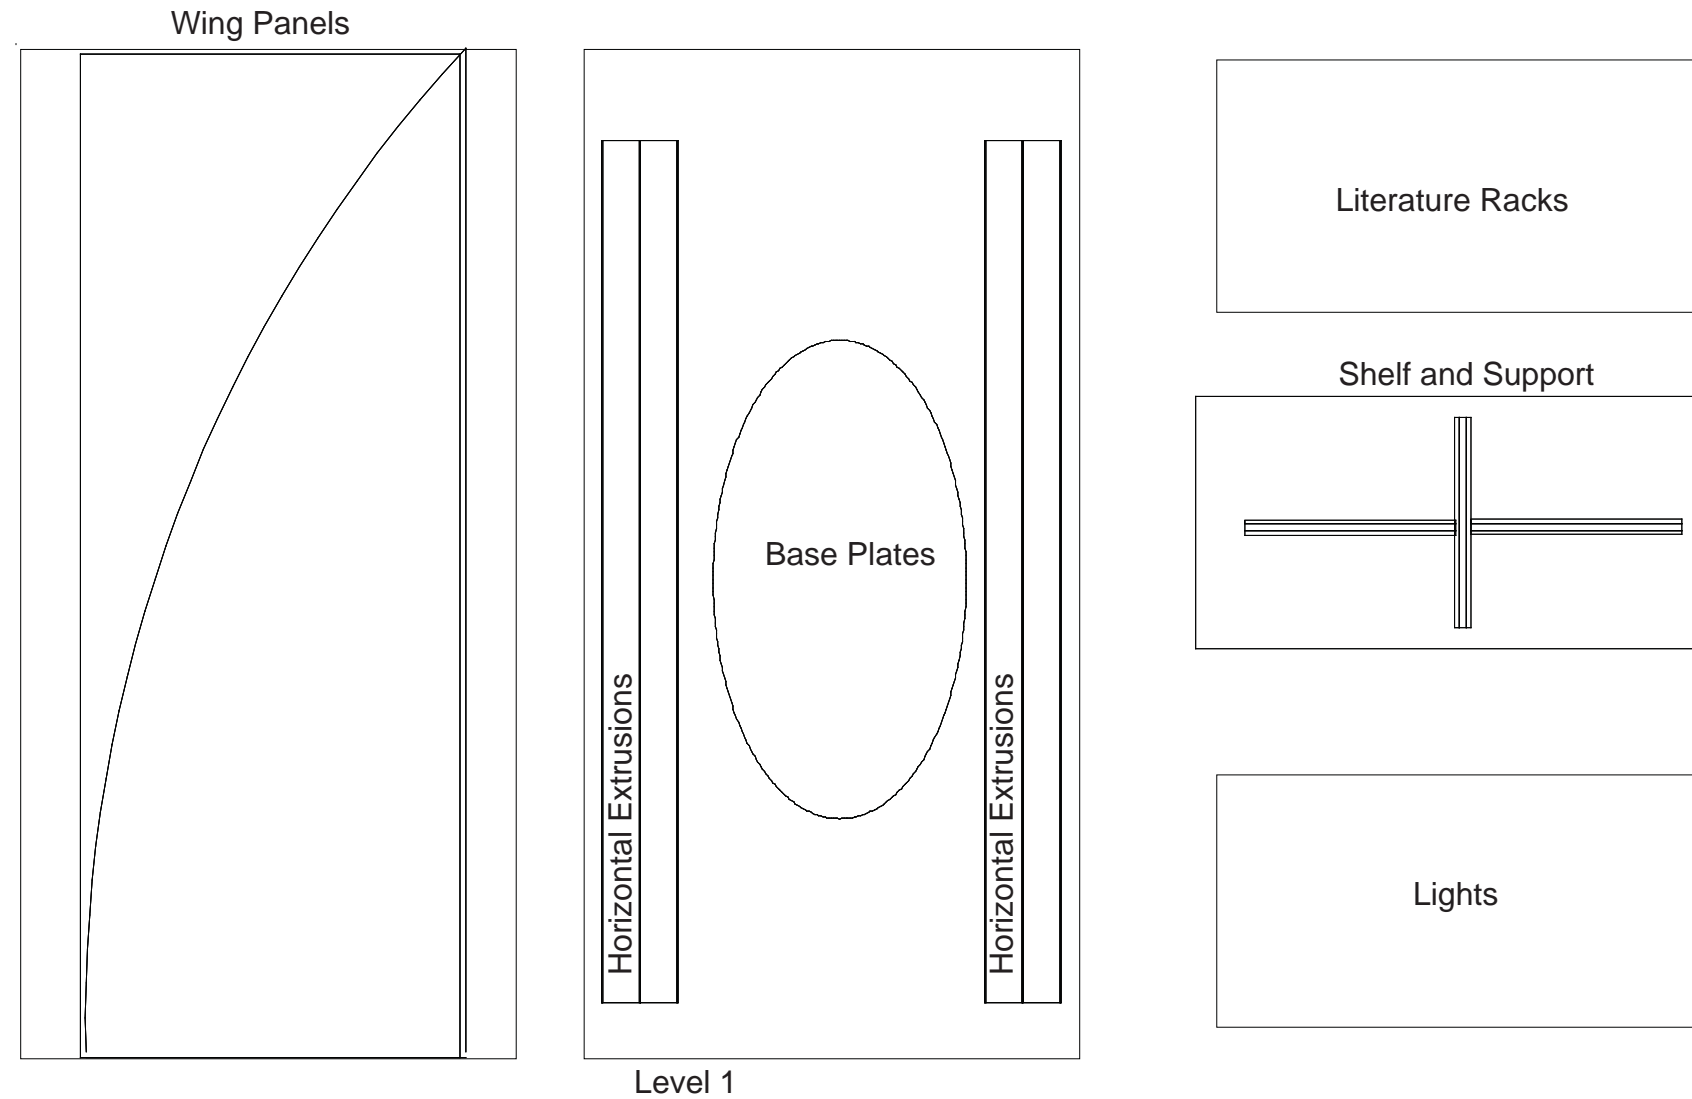 Wing Panels
Horizontal Extrusions
Base Plates
Horizontal Extrusions
Level 1
Literature Racks
Shelf and Support
Lights